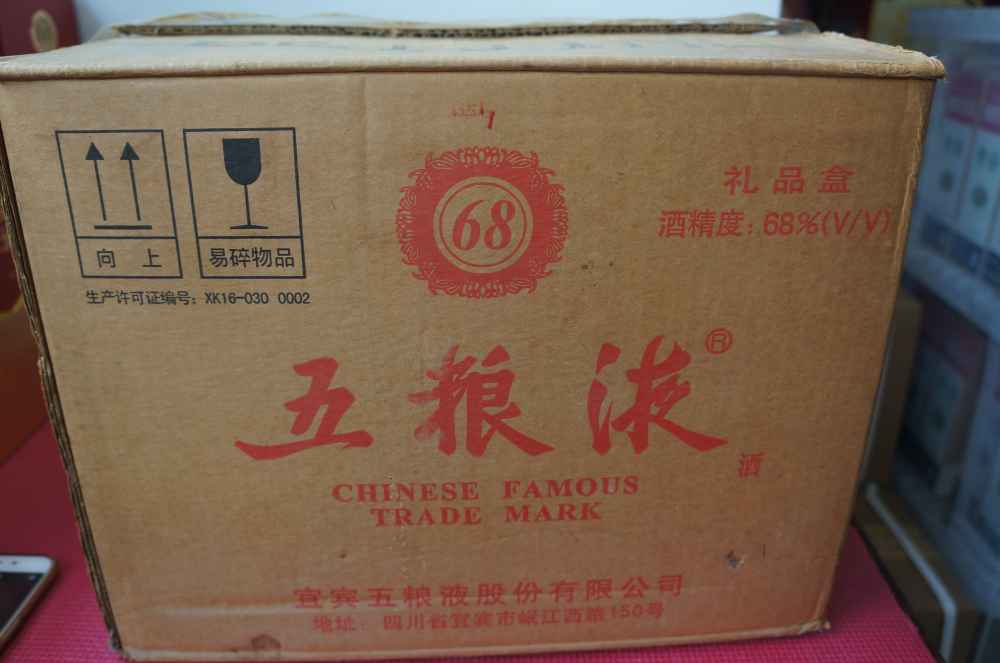 68
礼品盒
酒精度：68%(V/V)
向 上
易碎物品
生产许可证编号：XK16-030 0002
五粮液®
酒
CHINESE FAMOUS
TRADE MARK
宜宾五粮液股份有限公司
地址：四川省宜宾市岷江西路150号